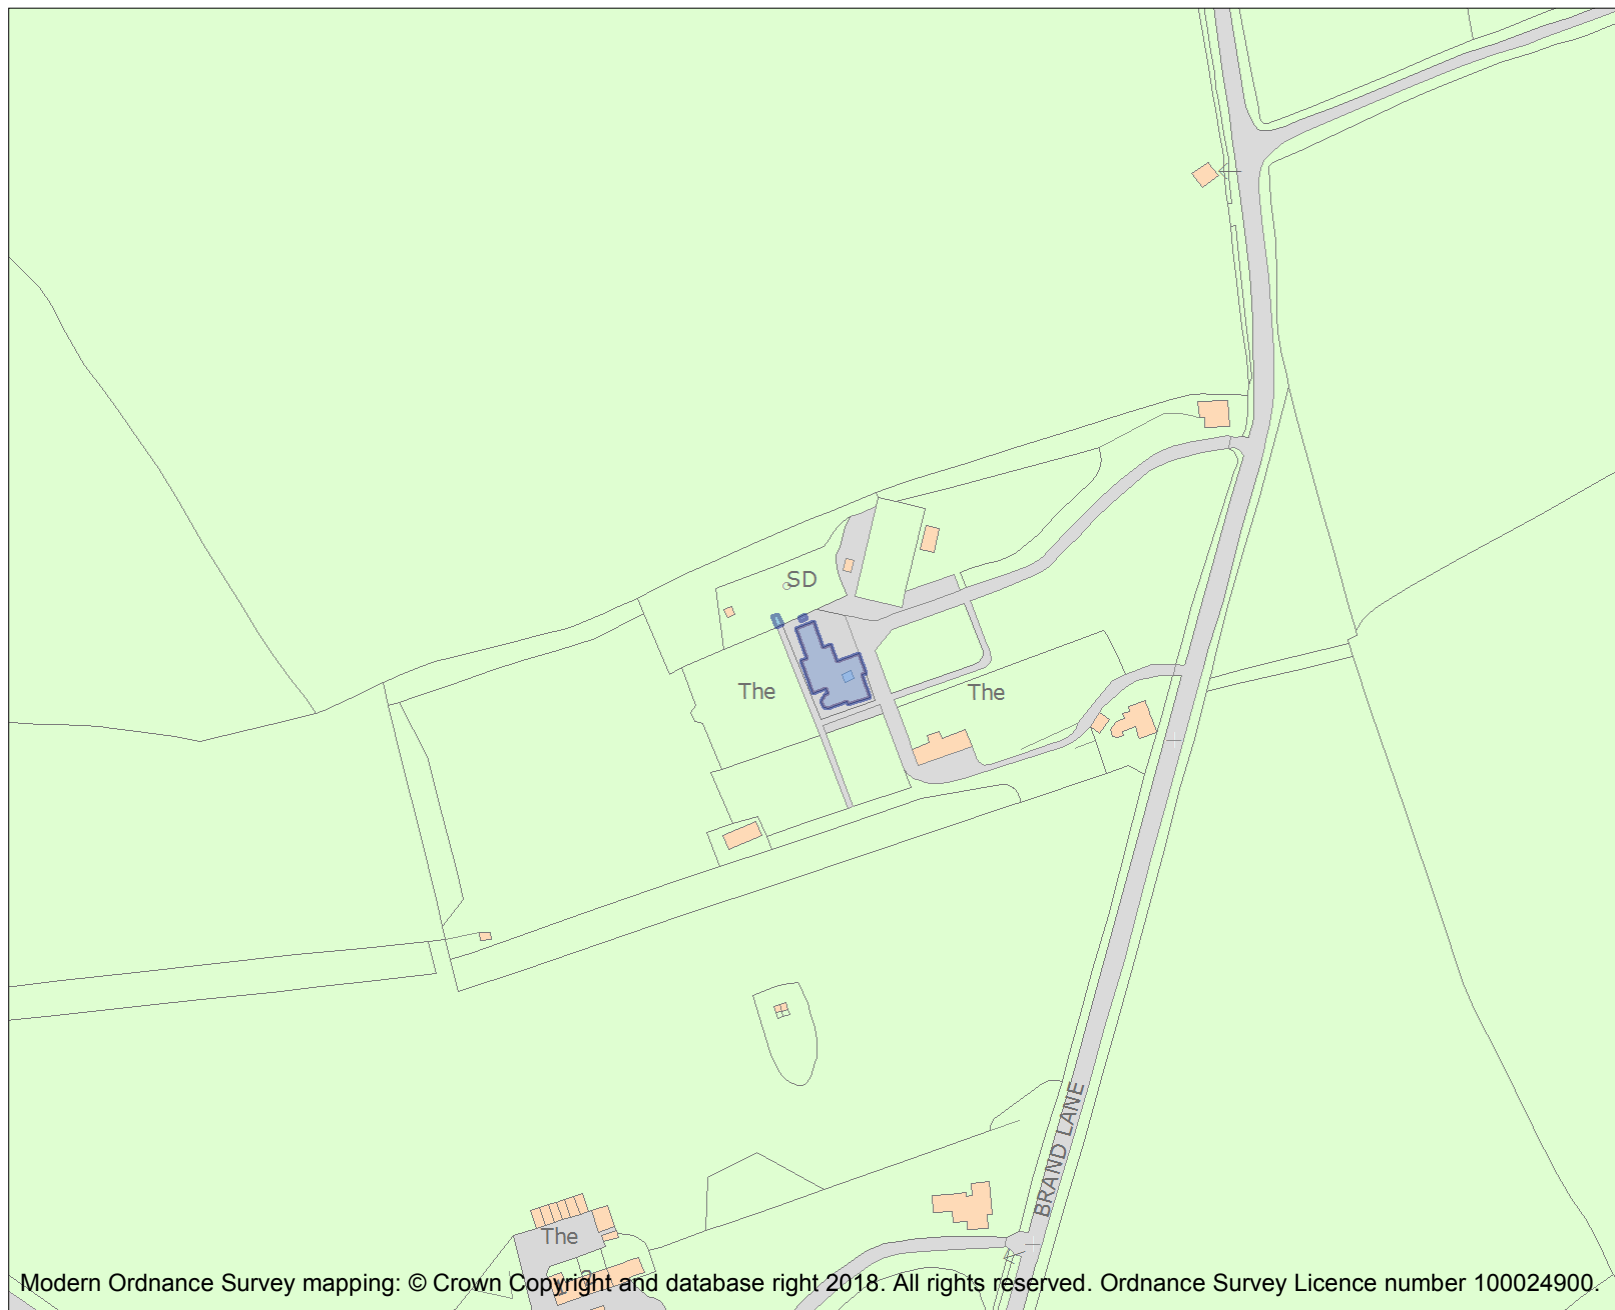 SD
The
The
BRAND LANE
The
Modern Ordnance Survey mapping: © Crown Copyright and database right 2018. All rights reserved. Ordnance Survey Licence number 100024900.